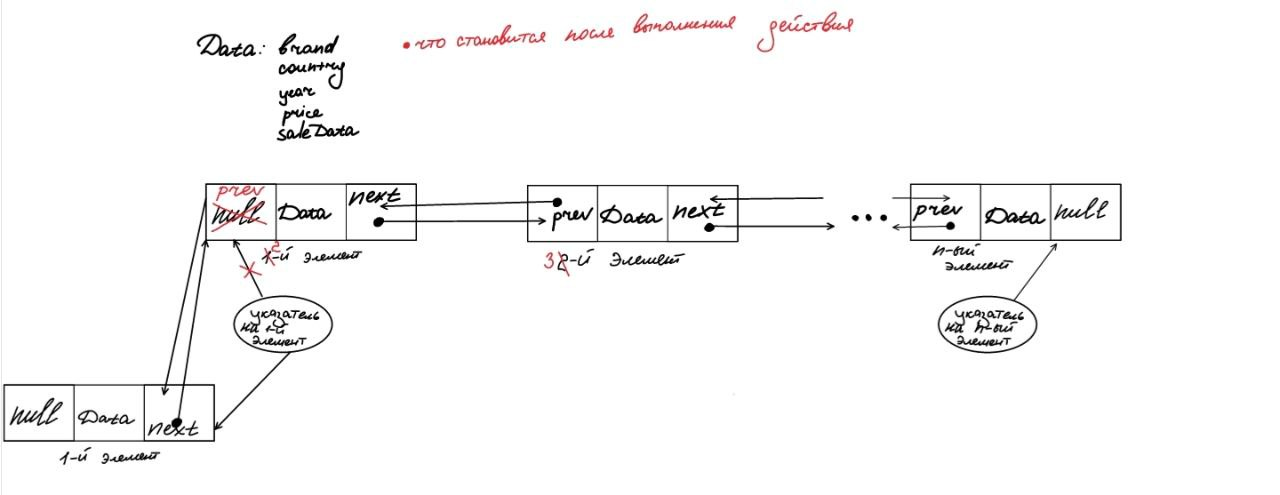 Data: brand
country
year
price
saleData
•что становится после выполнения действия
prev
null Data next
prev Data next
...
prev Data null
1 2-й элемент
3 2-й элемент
n-ый
элемент
указатель
на 1-й
элемент
указатель
на n-ый
элемент
null Data next
1-й элемент